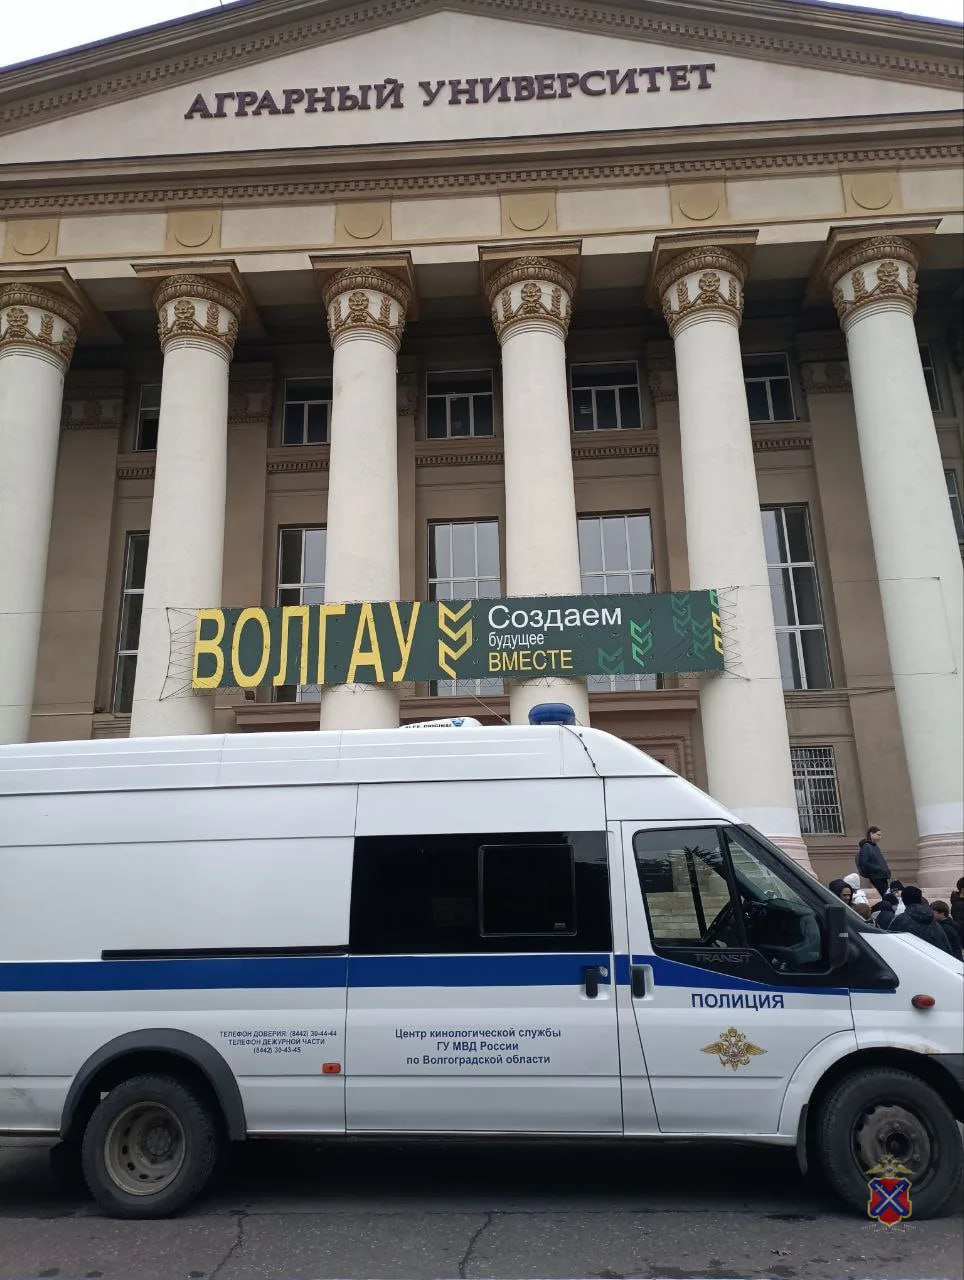 АГРАРНЫЙ УНИВЕРСИТЕТ
ВОЛГАУ
Создаем
будущее
ВМЕСТЕ
TRANSIT
ПОЛИЦИЯ
ТЕЛЕФОН ДОВЕРИЯ: (8442) 30-44-44
ТЕЛЕФОН ДЕЖУРНОЙ ЧАСТИ
(8442) 30-43-45
Центр кинологической службы
ГУ МВД России
по Волгоградской области